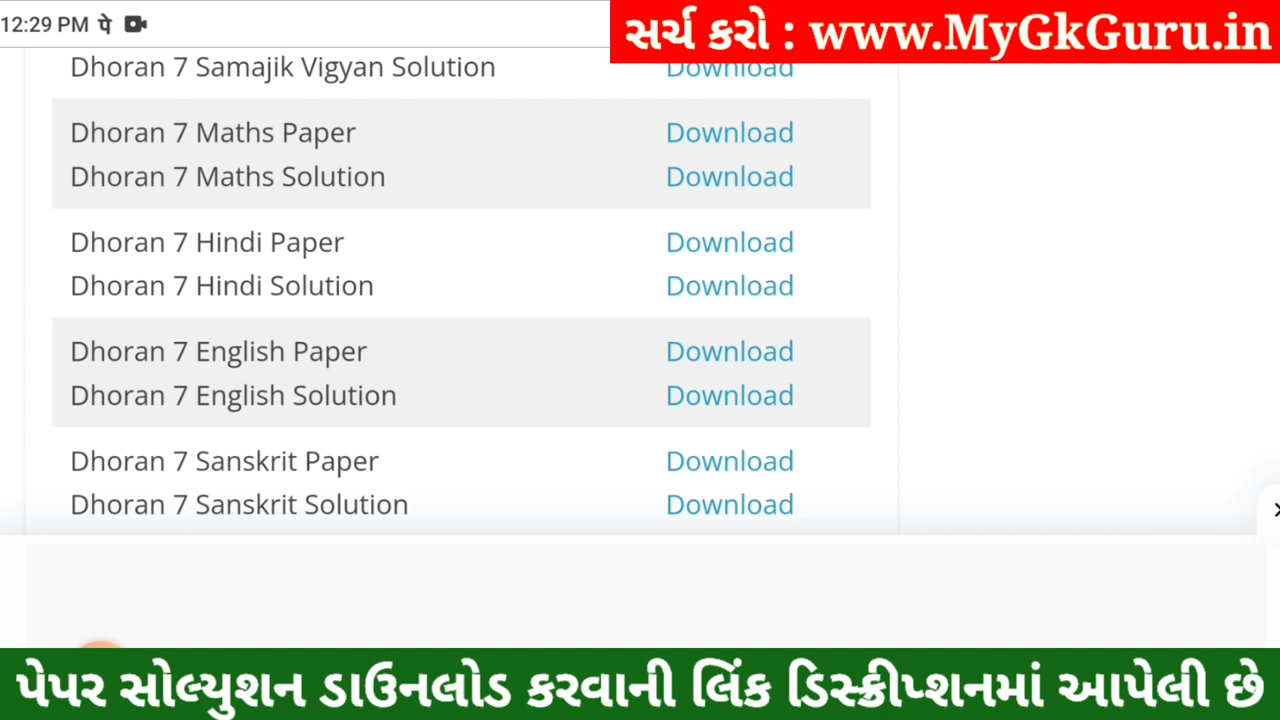 12:29 PM पे
સર્ચ કરો : www.MyGkGuru.in
Dhoran 7 Samajik Vigyan Solution Download
Dhoran 7 Maths Paper Download
Dhoran 7 Maths Solution Download
Dhoran 7 Hindi Paper Download
Dhoran 7 Hindi Solution Download
Dhoran 7 English Paper Download
Dhoran 7 English Solution Download
Dhoran 7 Sanskrit Paper Download
Dhoran 7 Sanskrit Solution Download
પેપર સોલ્યુશન ડાઉનલોડ કરવાની લિંક ડિસ્ક્રીપ્શનમાં આપેલી છે